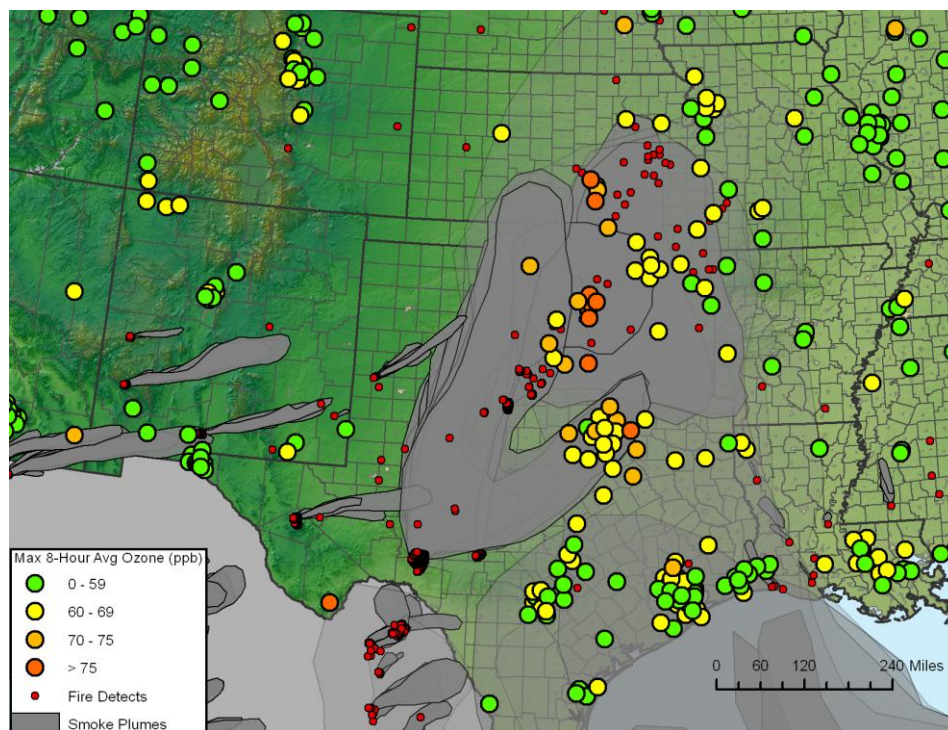 Max 8-Hour Avg Ozone (ppb)
0 - 59
60 - 69
70 - 75
> 75
Fire Detects
Smoke Plumes
0 60 120 240 Miles